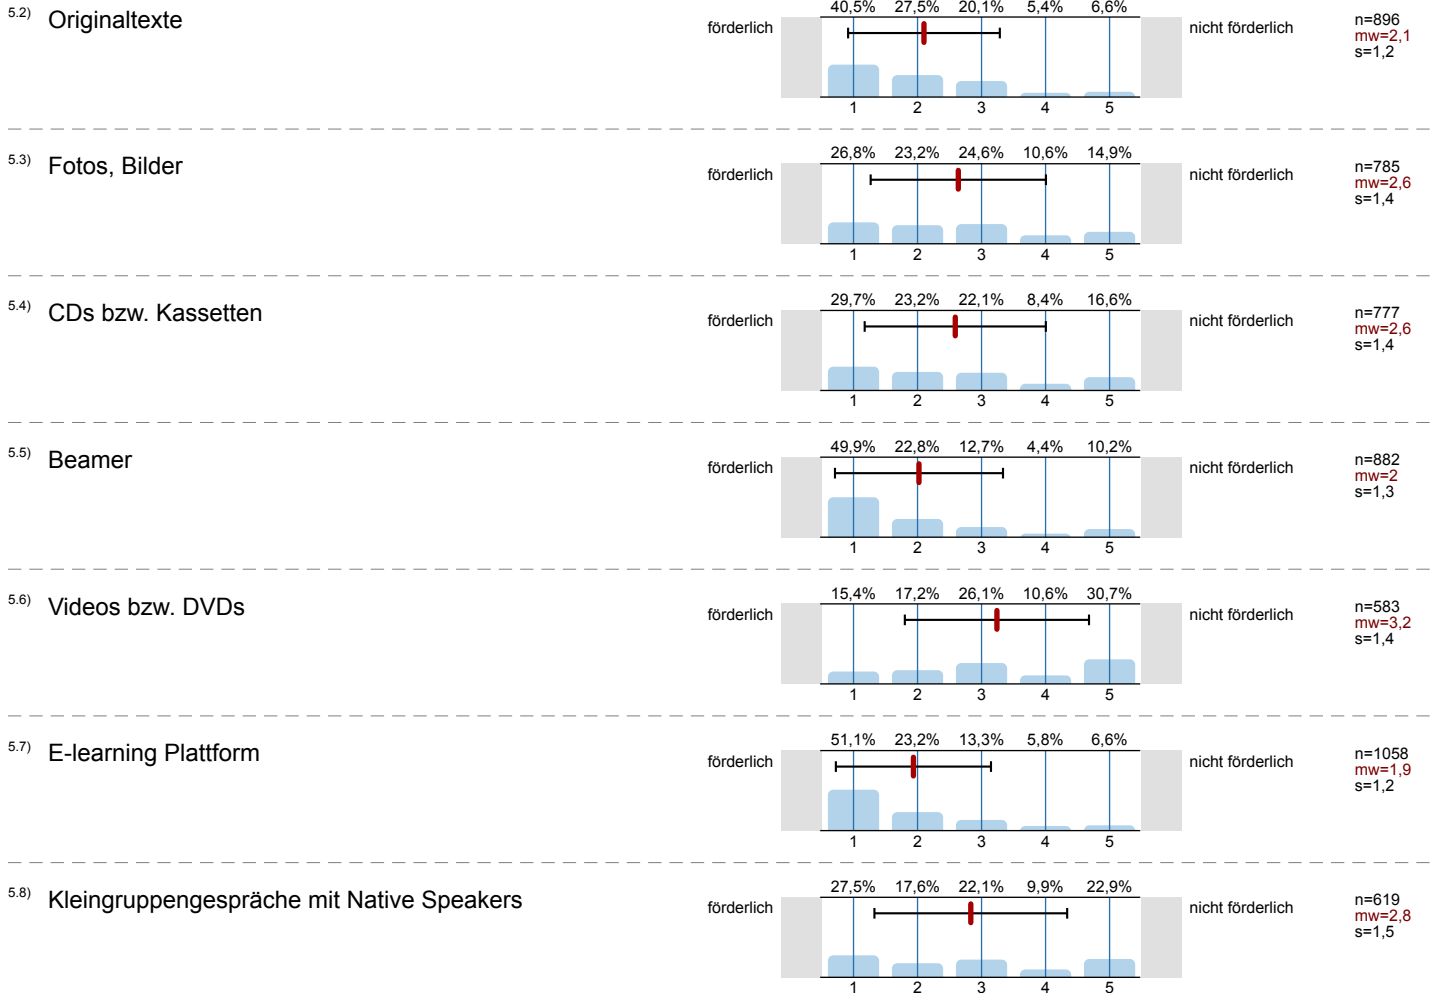 5.2) Originaltexte
40,5% 27,5% 20,1% 5,4% 6,6%
förderlich nicht förderlich
n=896
mw=2,1
s=1,2
1 2 3 4 5
5.3) Fotos, Bilder
26,8% 23,2% 24,6% 10,6% 14,9%
förderlich nicht förderlich
n=785
mw=2,6
s=1,4
1 2 3 4 5
5.4) CDs bzw. Kassetten
29,7% 23,2% 22,1% 8,4% 16,6%
förderlich nicht förderlich
n=777
mw=2,6
s=1,4
1 2 3 4 5
5.5) Beamer
49,9% 22,8% 12,7% 4,4% 10,2%
förderlich nicht förderlich
n=882
mw=2
s=1,3
1 2 3 4 5
5.6) Videos bzw. DVDs
15,4% 17,2% 26,1% 10,6% 30,7%
förderlich nicht förderlich
n=583
mw=3,2
s=1,4
1 2 3 4 5
5.7) E-learning Plattform
51,1% 23,2% 13,3% 5,8% 6,6%
förderlich nicht förderlich
n=1058
mw=1,9
s=1,2
1 2 3 4 5
5.8) Kleingruppengespräche mit Native Speakers
27,5% 17,6% 22,1% 9,9% 22,9%
förderlich nicht förderlich
n=619
mw=2,8
s=1,5
1 2 3 4 5